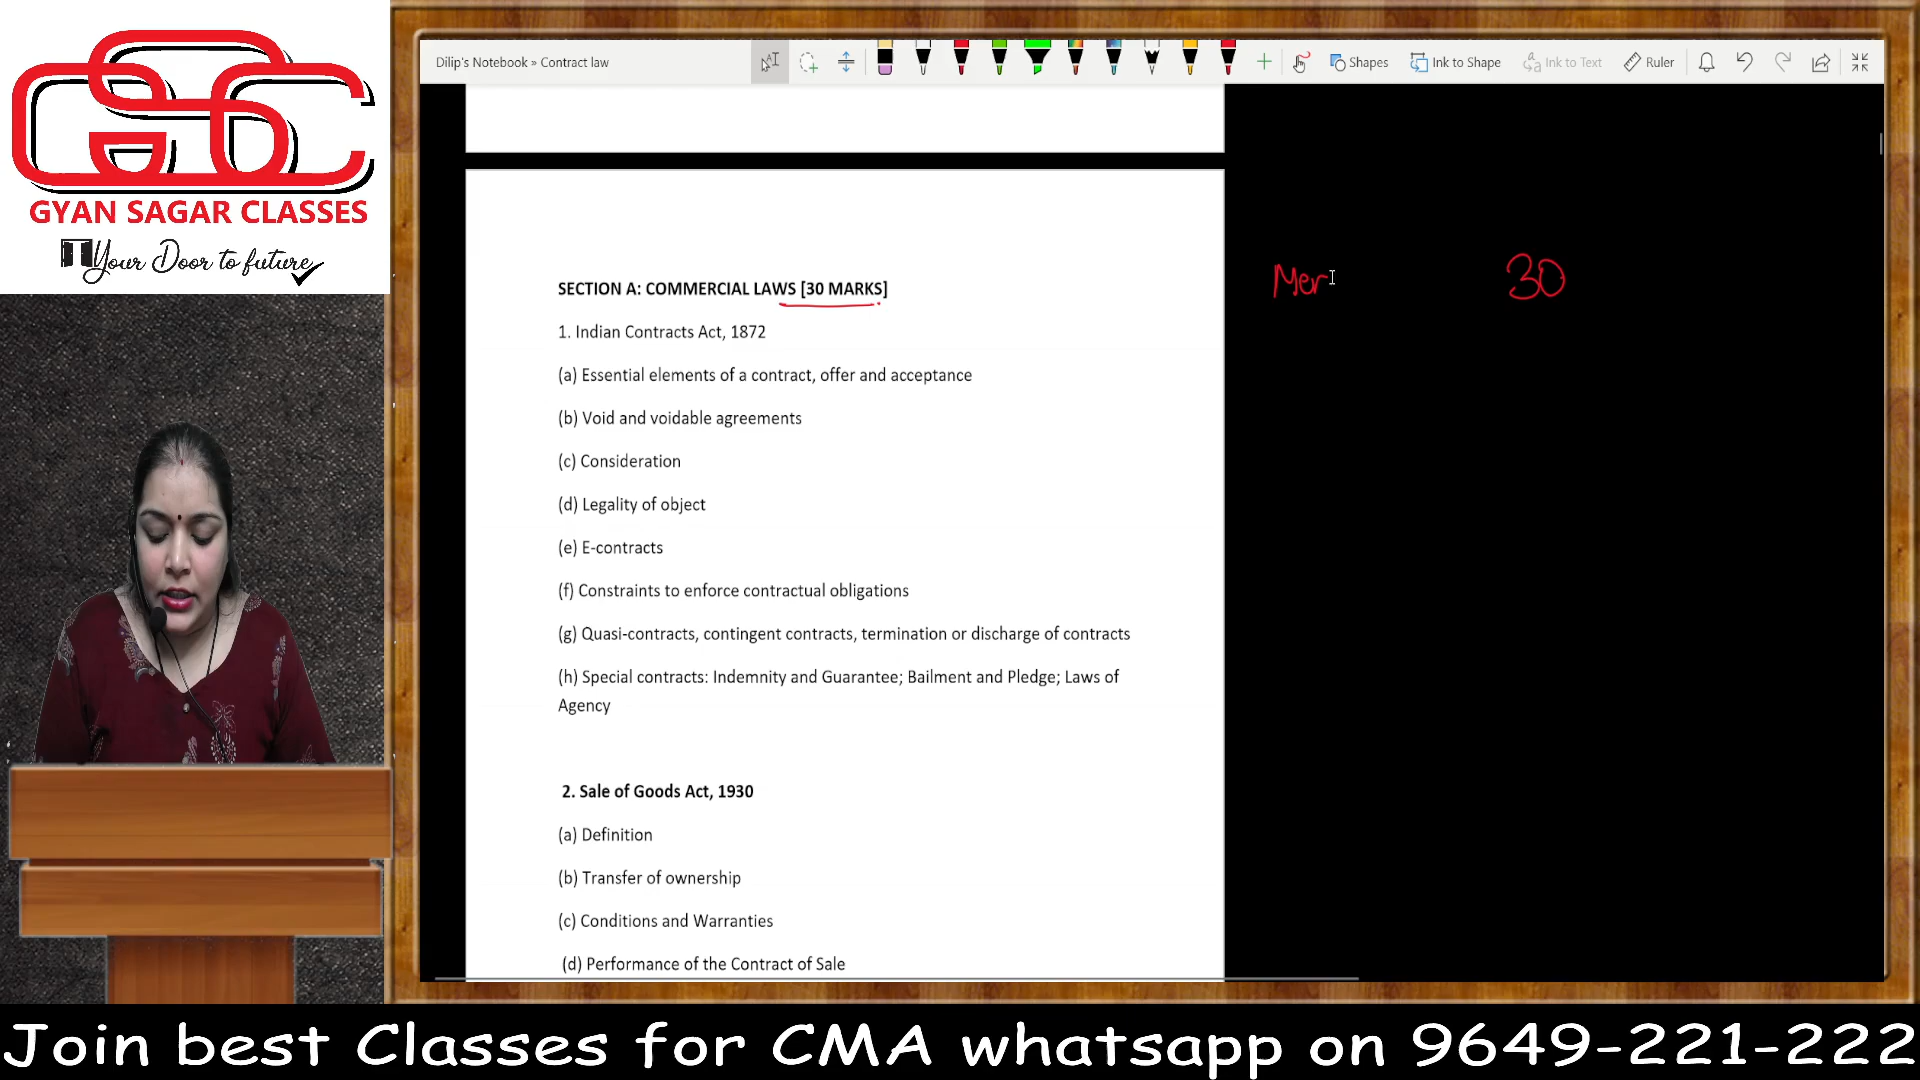 GSC
GYAN SAGAR CLASSES
Your Door to future
Dilip's Notebook » Contract law
Shapes
Ink to Shape
Ink to Text
Ruler
SECTION A: COMMERCIAL LAWS [30 MARKS]
Mer
30
1. Indian Contracts Act, 1872
(a) Essential elements of a contract, offer and acceptance
(b) Void and voidable agreements
(c) Consideration
(d) Legality of object
(e) E-contracts
(f) Constraints to enforce contractual obligations
(g) Quasi-contracts, contingent contracts, termination or discharge of contracts
(h) Special contracts: Indemnity and Guarantee; Bailment and Pledge; Laws of
Agency
2. Sale of Goods Act, 1930
(a) Definition
(b) Transfer of ownership
(c) Conditions and Warranties
(d) Performance of the Contract of Sale
Join best Classes for CMA whatsapp on 9649-221-222